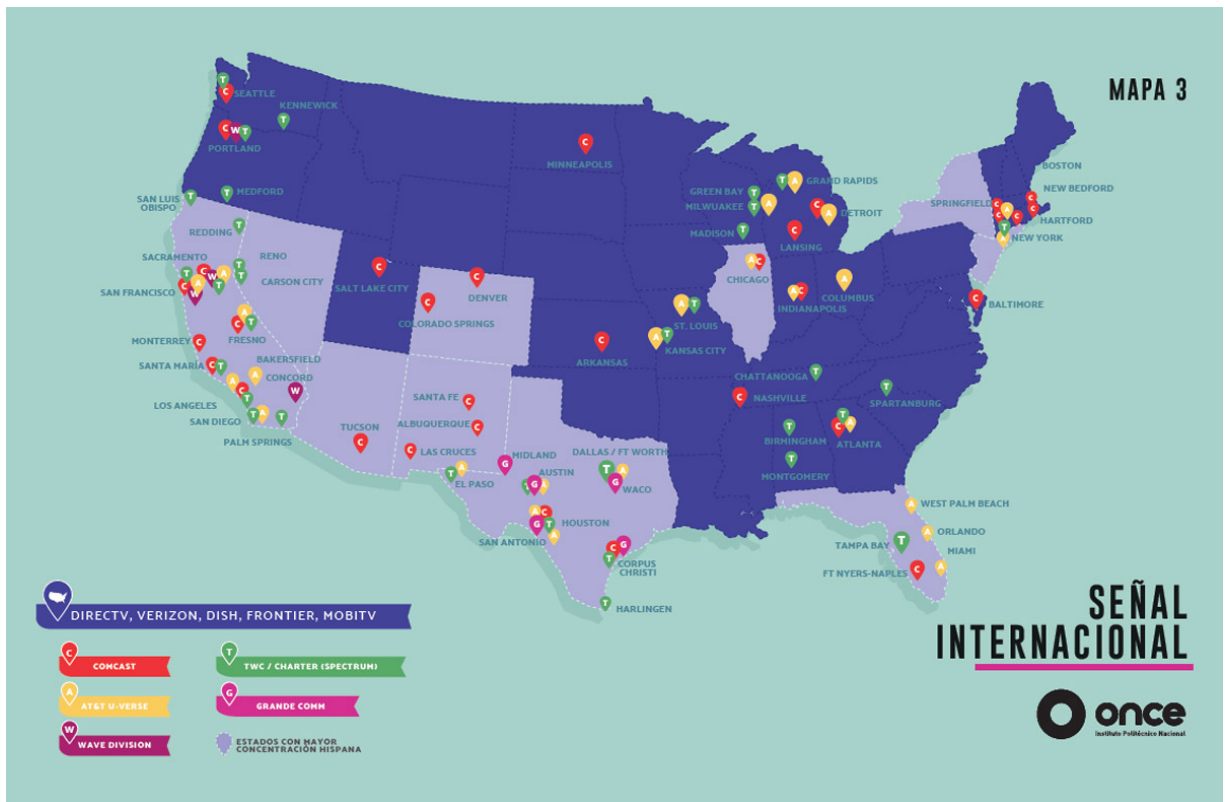 MAPA 3
T
C
SEATTLE
KENNEWICK
T
C
W
T
PORTLAND
C
MINNEAPOLIS
SAN LUIS
OBISPO
T
T
MEDFORD
REDDING
T
SACRAMENTO
RENO
T
T
C
W
A
T
T
CARSON CITY
SAN FRANCISCO
C
A
W
C
SALT LAKE CITY
C
DENVER
C
COLORADO SPRINGS
A
C
T
FRESNO
MONTERREY
C
BAKERSFIELD
SANTA MARÍA
C
T
A
CONCORD
A
C
T
W
LOS ANGELES
SAN DIEGO
T
A
T
PALM SPRINGS
TUCSON
C
SANTA FE
C
ALBUQUERQUE
C
C
LAS CRUCES
T
A
EL PASO
MIDLAND
G
AUSTIN
T
G
A
DALLAS / FT WORTH
T
A
G
WACO
A
C
G
T
HOUSTON
SAN ANTONIO
A
C
G
T
CORPUS
CHRISTI
T
HARLINGEN
C
ARKANSAS
A
T
ST. LOUIS
A
T
KANSAS CITY
GREEN BAY
T
T
A
GRAND RAPIDS
MILWUAKEE
T
A
C
A
DETROIT
MADISON
T
C
LANSING
A
C
CHICAGO
A
C
INDIANAPOLIS
A
COLUMBUS
CHATTANOOGA
T
C
NASHVILLE
T
SPARTANBURG
T
BIRMINGHAM
T
C
A
ATLANTA
T
MONTGOMERY
BOSTON
NEW BEDFORD
SPRINGFIELD
C
C
A
C
C
C
HARTFORD
T
A
NEW YORK
C
BALTIMORE
A
WEST PALM BEACH
A
ORLANDO
TAMPA BAY
T
MIAMI
A
FT NYERS-NAPLES
C
DIRECTV, VERIZON, DISH, FRONTIER, MOBITV
C
COMCAST
T
TWC / CHARTER (SPECTRUM)
A
AT&T U-VERSE
G
GRANDE COMM
W
WAVE DIVISION
ESTADOS CON MAYOR
CONCENTRACIÓN HISPANA
SEÑAL
INTERNACIONAL
once
Instituto Politécnico Nacional